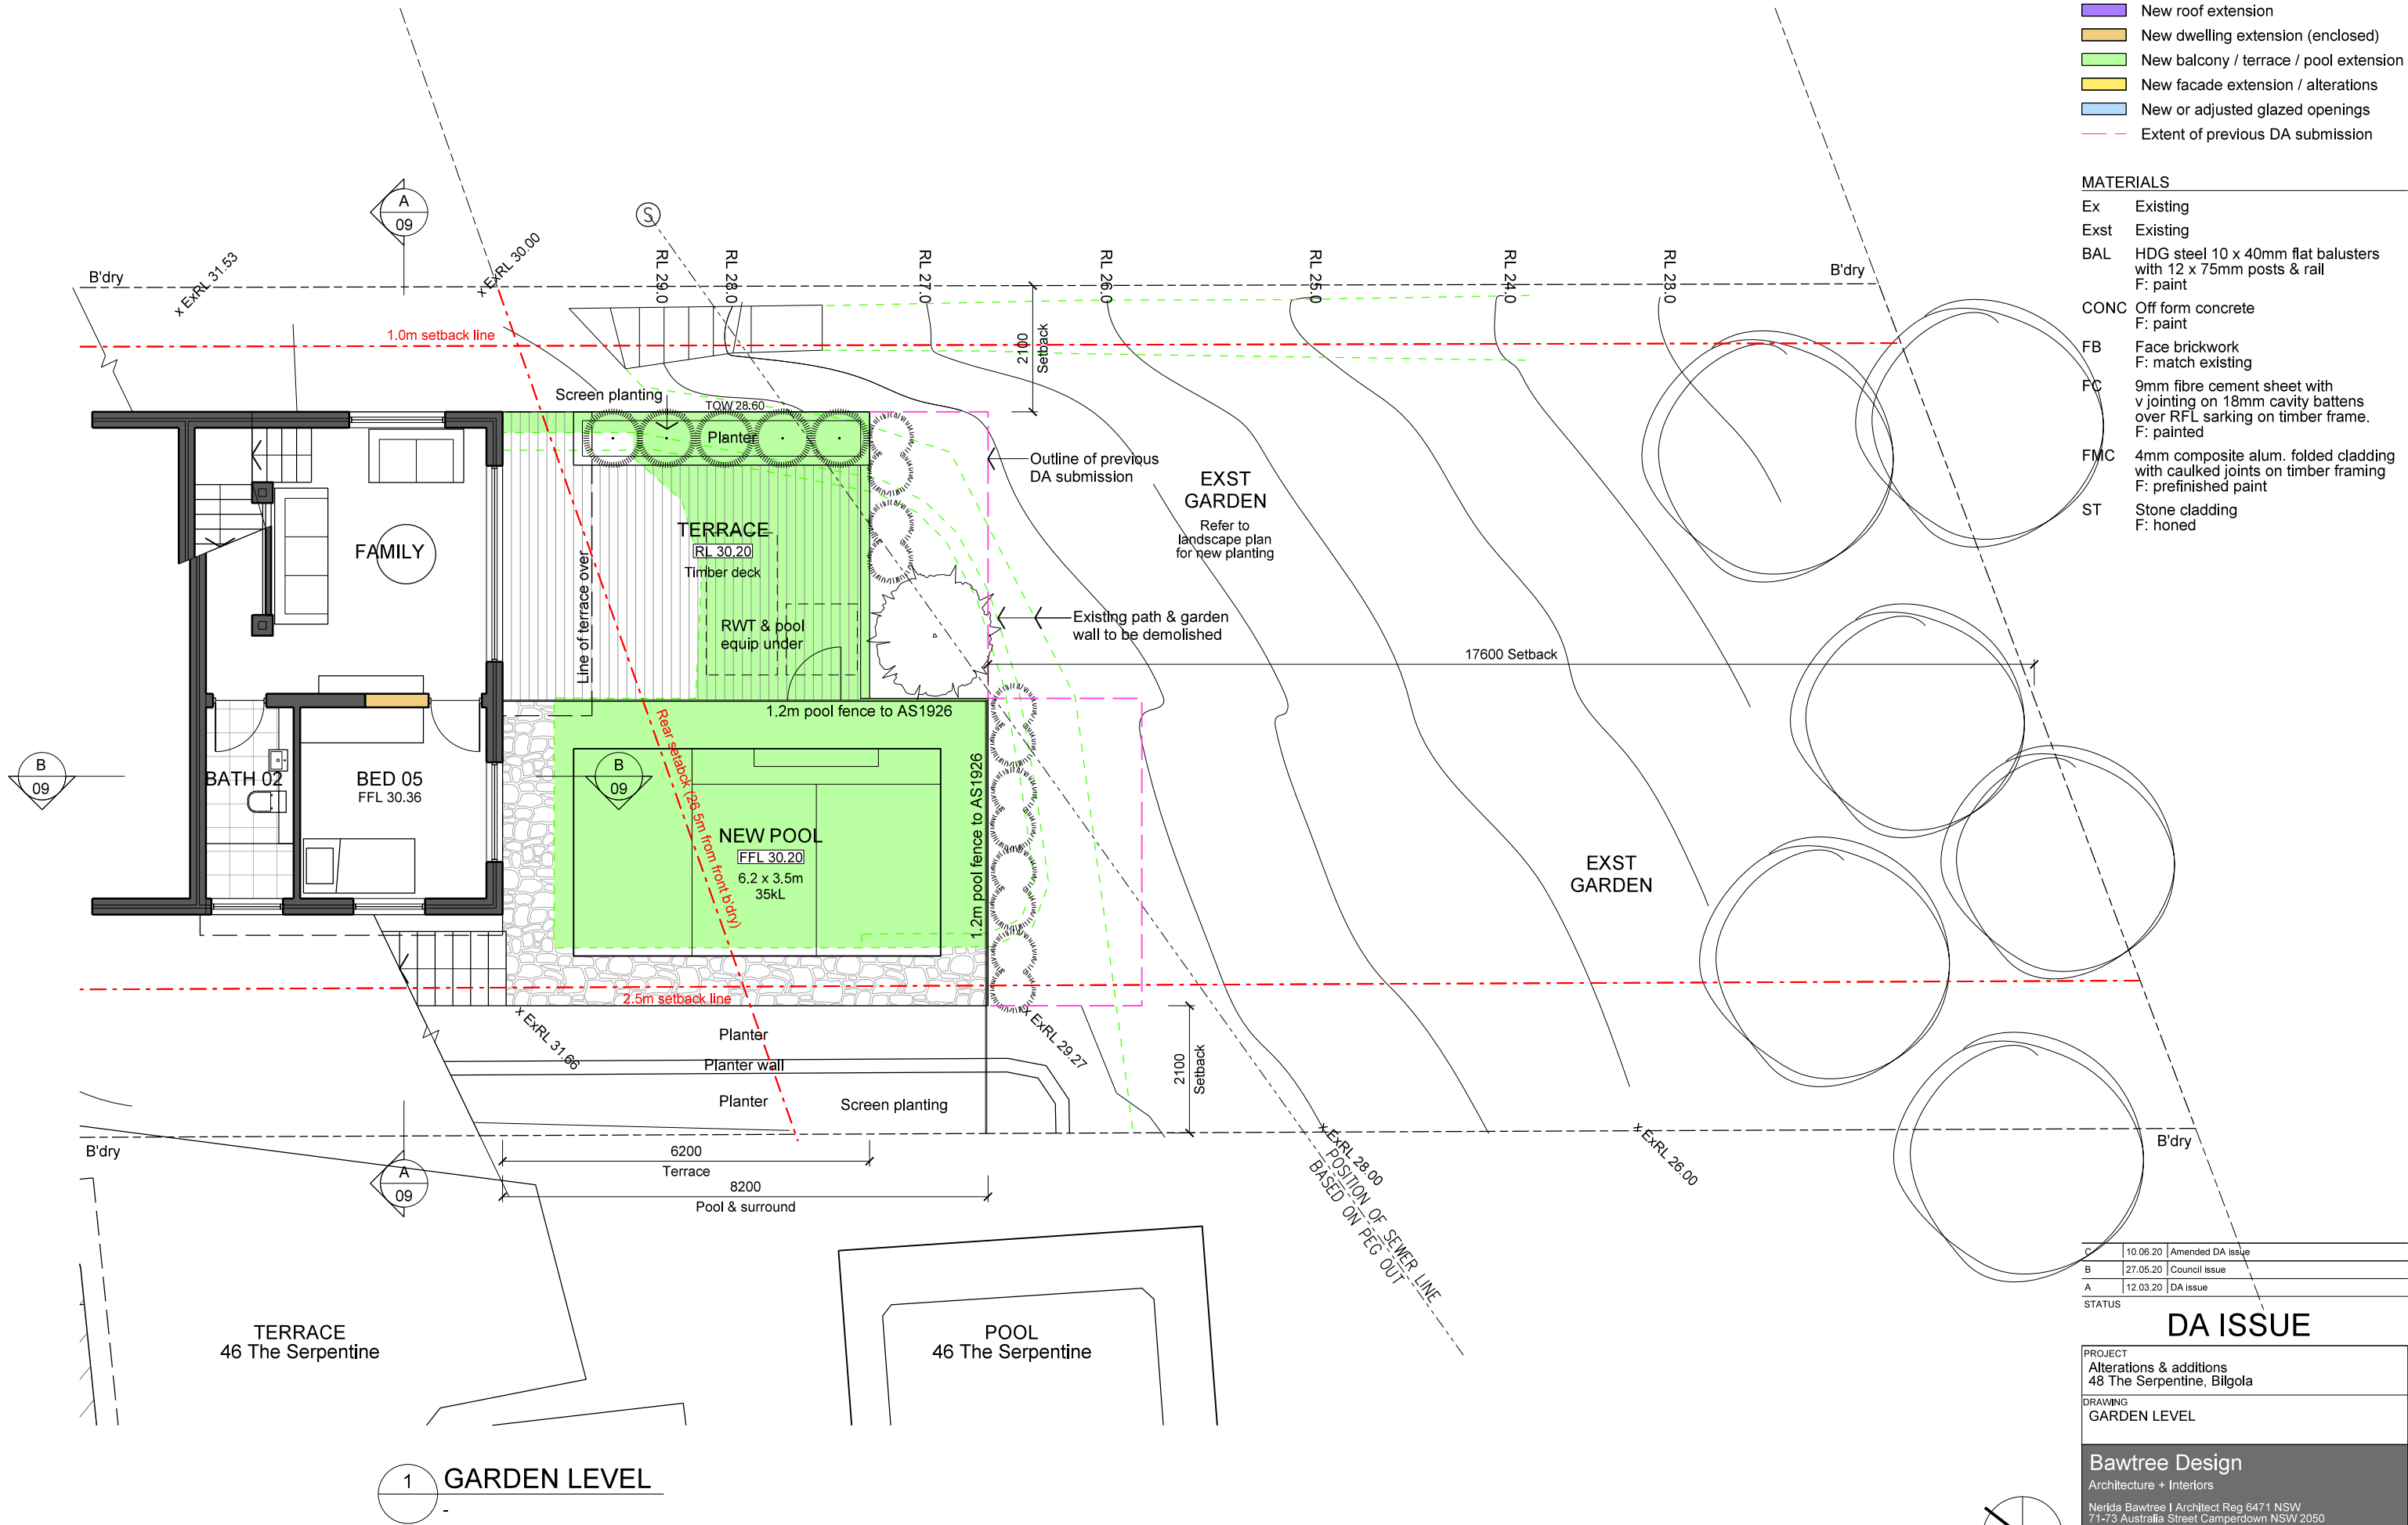 New roof extension
New dwelling extension (enclosed)
New balcony / terrace / pool extension
New facade extension / alterations
New or adjusted glazed openings
Extent of previous DA submission
MATERIALS
Ex Existing
Exst Existing
BAL HDG steel 10 x 40mm flat balusters
with 12 x 75mm posts & rail
F: paint
CONC Off form concrete
F: paint
FB Face brickwork
F: match existing
FC 9mm fibre cement sheet with
v jointing on 18mm cavity battens
over RFL sarking on timber frame.
F: painted
FMC 4mm composite alum. folded cladding
with caulked joints on timber framing
F: prefinished paint
ST Stone cladding
F: honed
A
09
S
x ExRL 31.53
x ExRL 30.00
RL 29.0
RL 28.0
RL 27.0
RL 26.0
RL 25.0
RL 24.0
RL 23.0
B'dry
B'dry
1.0m setback line
2100
Setback
Screen planting
TOW 28.60
Planter
Outline of previous
DA submission
EXST
GARDEN
Refer to
landscape plan
for new planting
FAMILY
TERRACE
RL 30.20
Timber deck
Line of terrace over
RWT & pool
equip under
Existing path & garden
wall to be demolished
17600 Setback
1.2m pool fence to AS1926
Rear setabck (26.5m from front b'dry)
B
09
BATH 02
BED 05
FFL 30.36
B
09
NEW POOL
FFL 30.20
6.2 x 3.5m
35kL
1.2m pool fence to AS1926
EXST
GARDEN
2.5m setback line
x ExRL 31.66
x ExRL 29.27
Planter
Planter wall
Planter
Screen planting
2100
Setback
B'dry
x ExRL 28.00
x ExRL 26.00
B'dry
POSITION OF SEWER LINE
BASED ON PEG OUT
6200
Terrace
8200
Pool & surround
A
09
TERRACE
46 The Serpentine
POOL
46 The Serpentine
C 10.06.20 Amended DA issue
B 27.05.20 Council issue
A 12.03.20 DA issue
STATUS
DA ISSUE
PROJECT
Alterations & additions
48 The Serpentine, Bilgola
DRAWING
GARDEN LEVEL
Bawtree Design
Architecture + Interiors
Nerida Bawtree I Architect Reg 6471 NSW
71-73 Australia Street Camperdown NSW 2050
1
GARDEN LEVEL
-